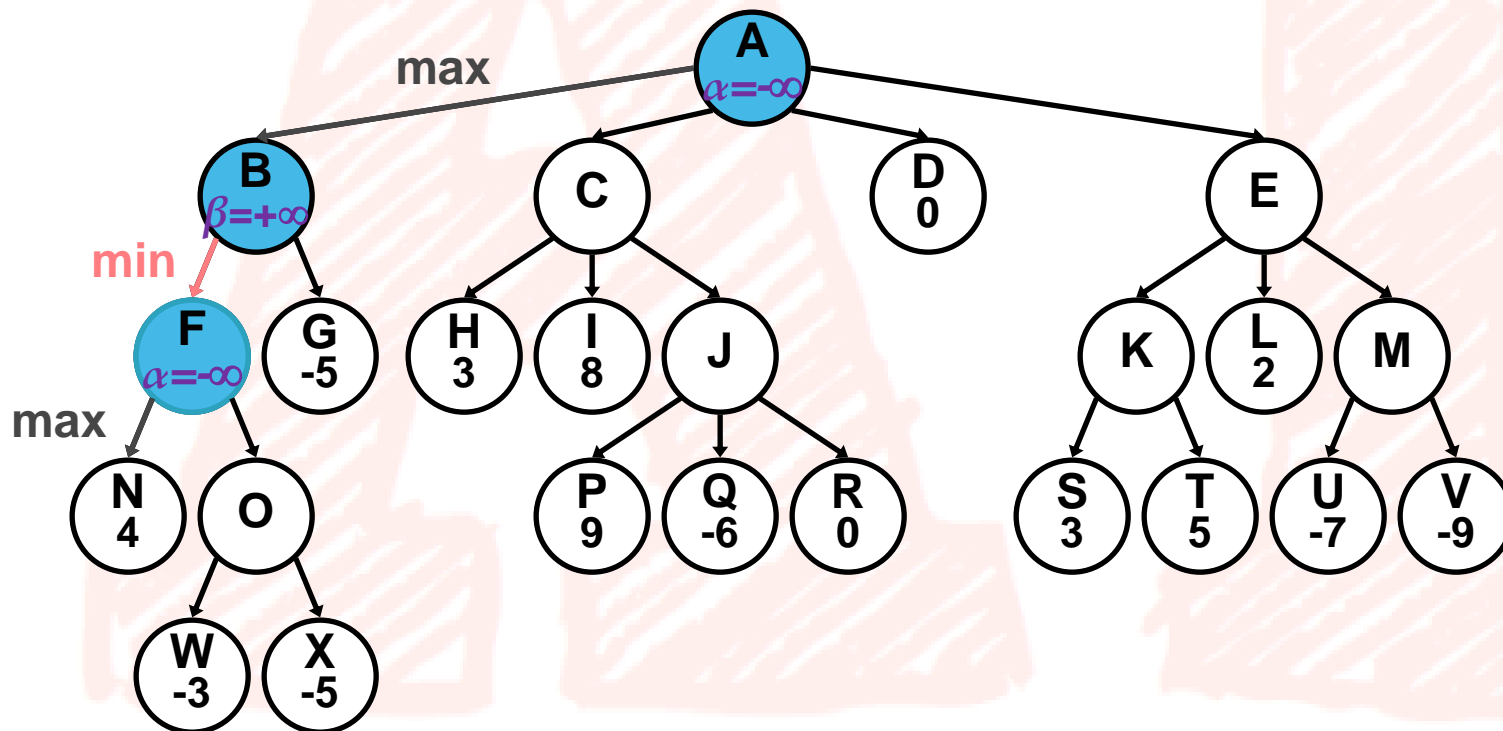 A
α=-∞
max
B
β=+∞
C
D
0
E
min
F
α=-∞
G
-5
H
3
I
8
J
K
L
2
M
max
N
4
O
P
9
Q
-6
R
0
S
3
T
5
U
-7
V
-9
W
-3
X
-5